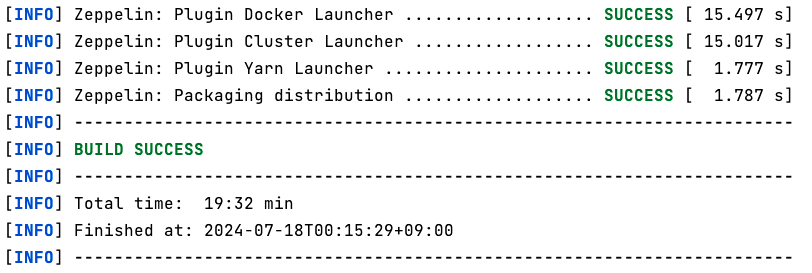 [INFO] Zeppelin: Plugin Docker Launcher ................... SUCCESS [ 15.497 s]
[INFO] Zeppelin: Plugin Cluster Launcher .................. SUCCESS [ 15.017 s]
[INFO] Zeppelin: Plugin Yarn Launcher ..................... SUCCESS [  1.777 s]
[INFO] Zeppelin: Packaging distribution ................... SUCCESS [  1.787 s]
[INFO] ------------------------------------------------------------------------
[INFO] BUILD SUCCESS
[INFO] ------------------------------------------------------------------------
[INFO] Total time:  19:32 min
[INFO] Finished at: 2024-07-18T00:15:29+09:00
[INFO] ------------------------------------------------------------------------